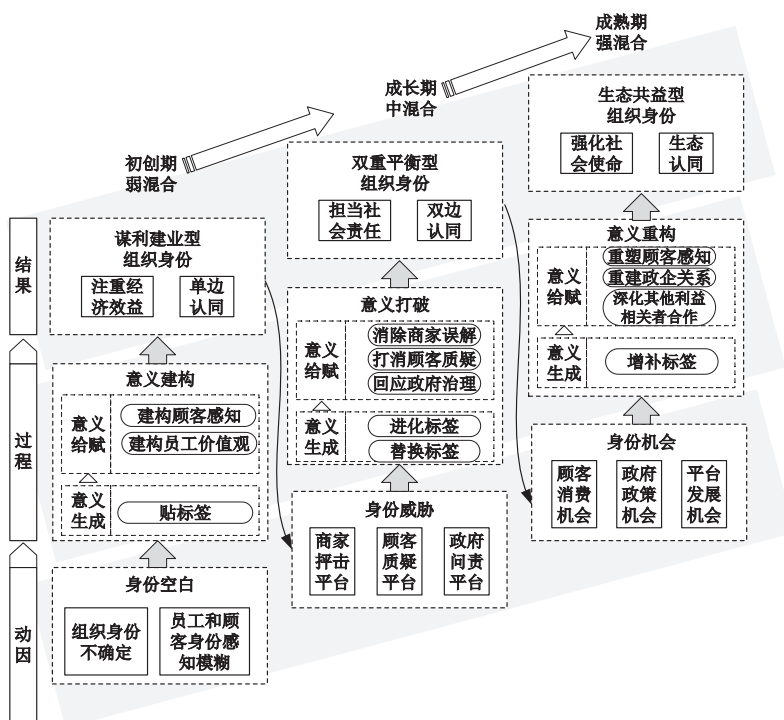 成熟期
强混合
成长期
中混合
初创期
弱混合
结果
过程
动因
谋利建业型
组织身份
注重经
济效益
单边
认同
意义建构
意义
给赋
建构顾客感知
建构员工价值观
意义
生成
贴标签
身份空白
组织身份
不确定
员工和顾
客身份感
知模糊
双重平衡型
组织身份
担当社
会责任
双边
认同
意义打破
意义
给赋
消除商家误解
打消顾客质疑
回应政府治理
意义
生成
进化标签
替换标签
身份威胁
商家
抨击
平台
顾客
质疑
平台
政府
问责
平台
生态共益型
组织身份
强化社
会使命
生态
认同
意义重构
意义
给赋
重塑顾客感知
重建政企关系
深化其他利益
相关者合作
意义
生成
增补标签
身份机会
顾客
消费
机会
政府
政策
机会
平台
发展
机会